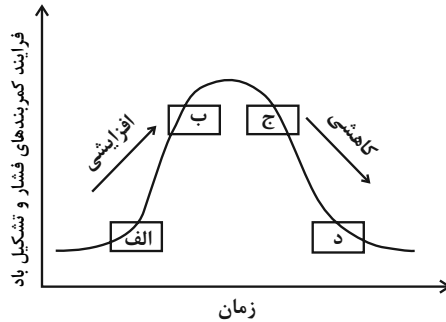 فرایند کمربندهای فشار و تشکیل باد
افزایشی
کاهشی
ب
ج
الف
د
زمان